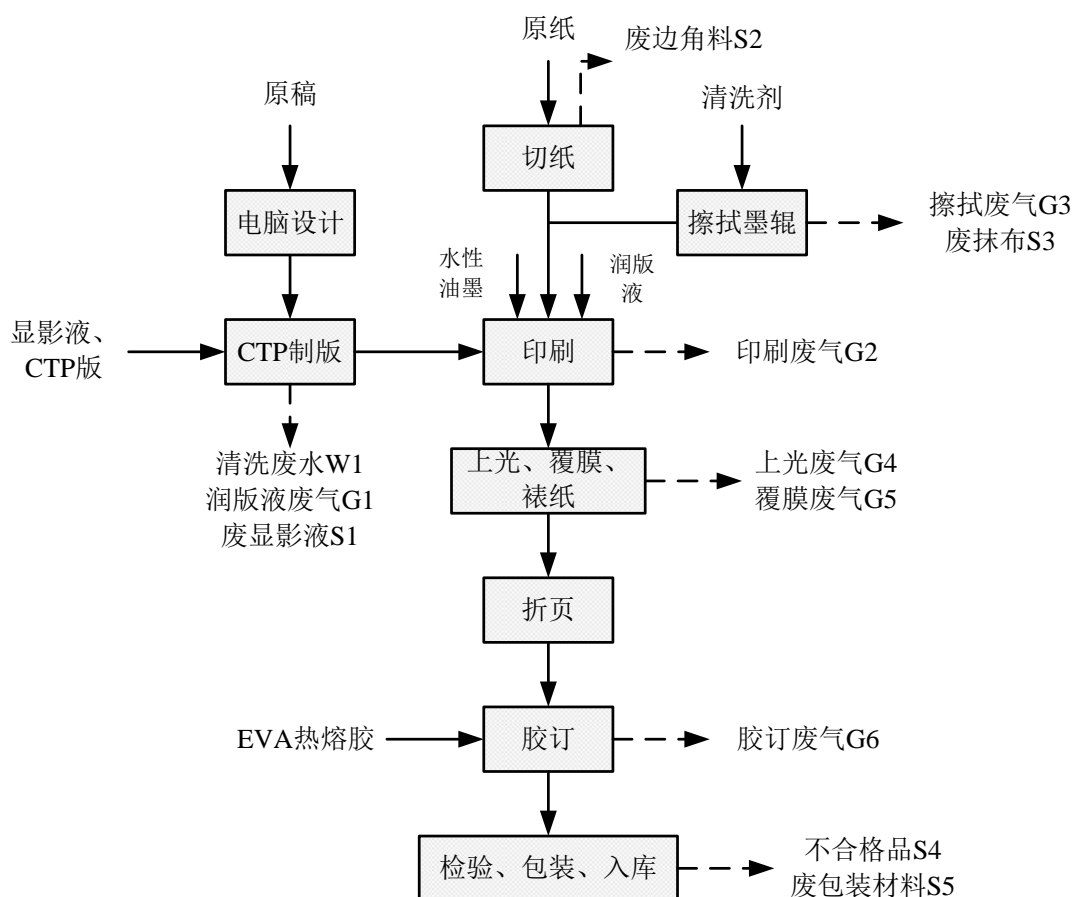 原纸
废边角料S2
原稿
清洗剂
切纸
电脑设计
擦拭墨辊
擦拭废气G3
废抹布S3
水性
油墨
润版
液
显影液、
CTP版
CTP制版
印刷
印刷废气G2
清洗废水W1
润版液废气G1
废显影液S1
上光、覆膜、
裱纸
上光废气G4
覆膜废气G5
折页
EVA热熔胶
胶订
胶订废气G6
检验、包装、入库
不合格品S4
废包装材料S5